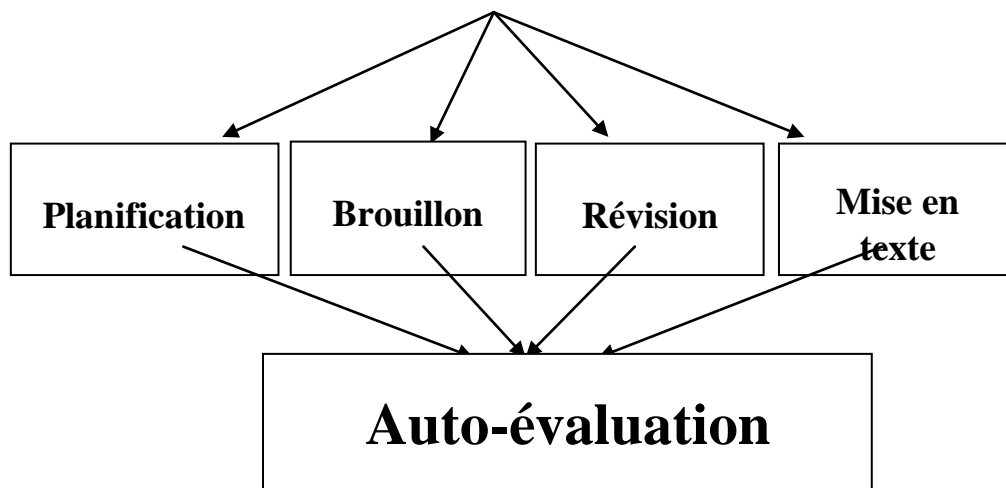 Planification
Brouillon
Révision
Mise en
texte
Auto-évaluation